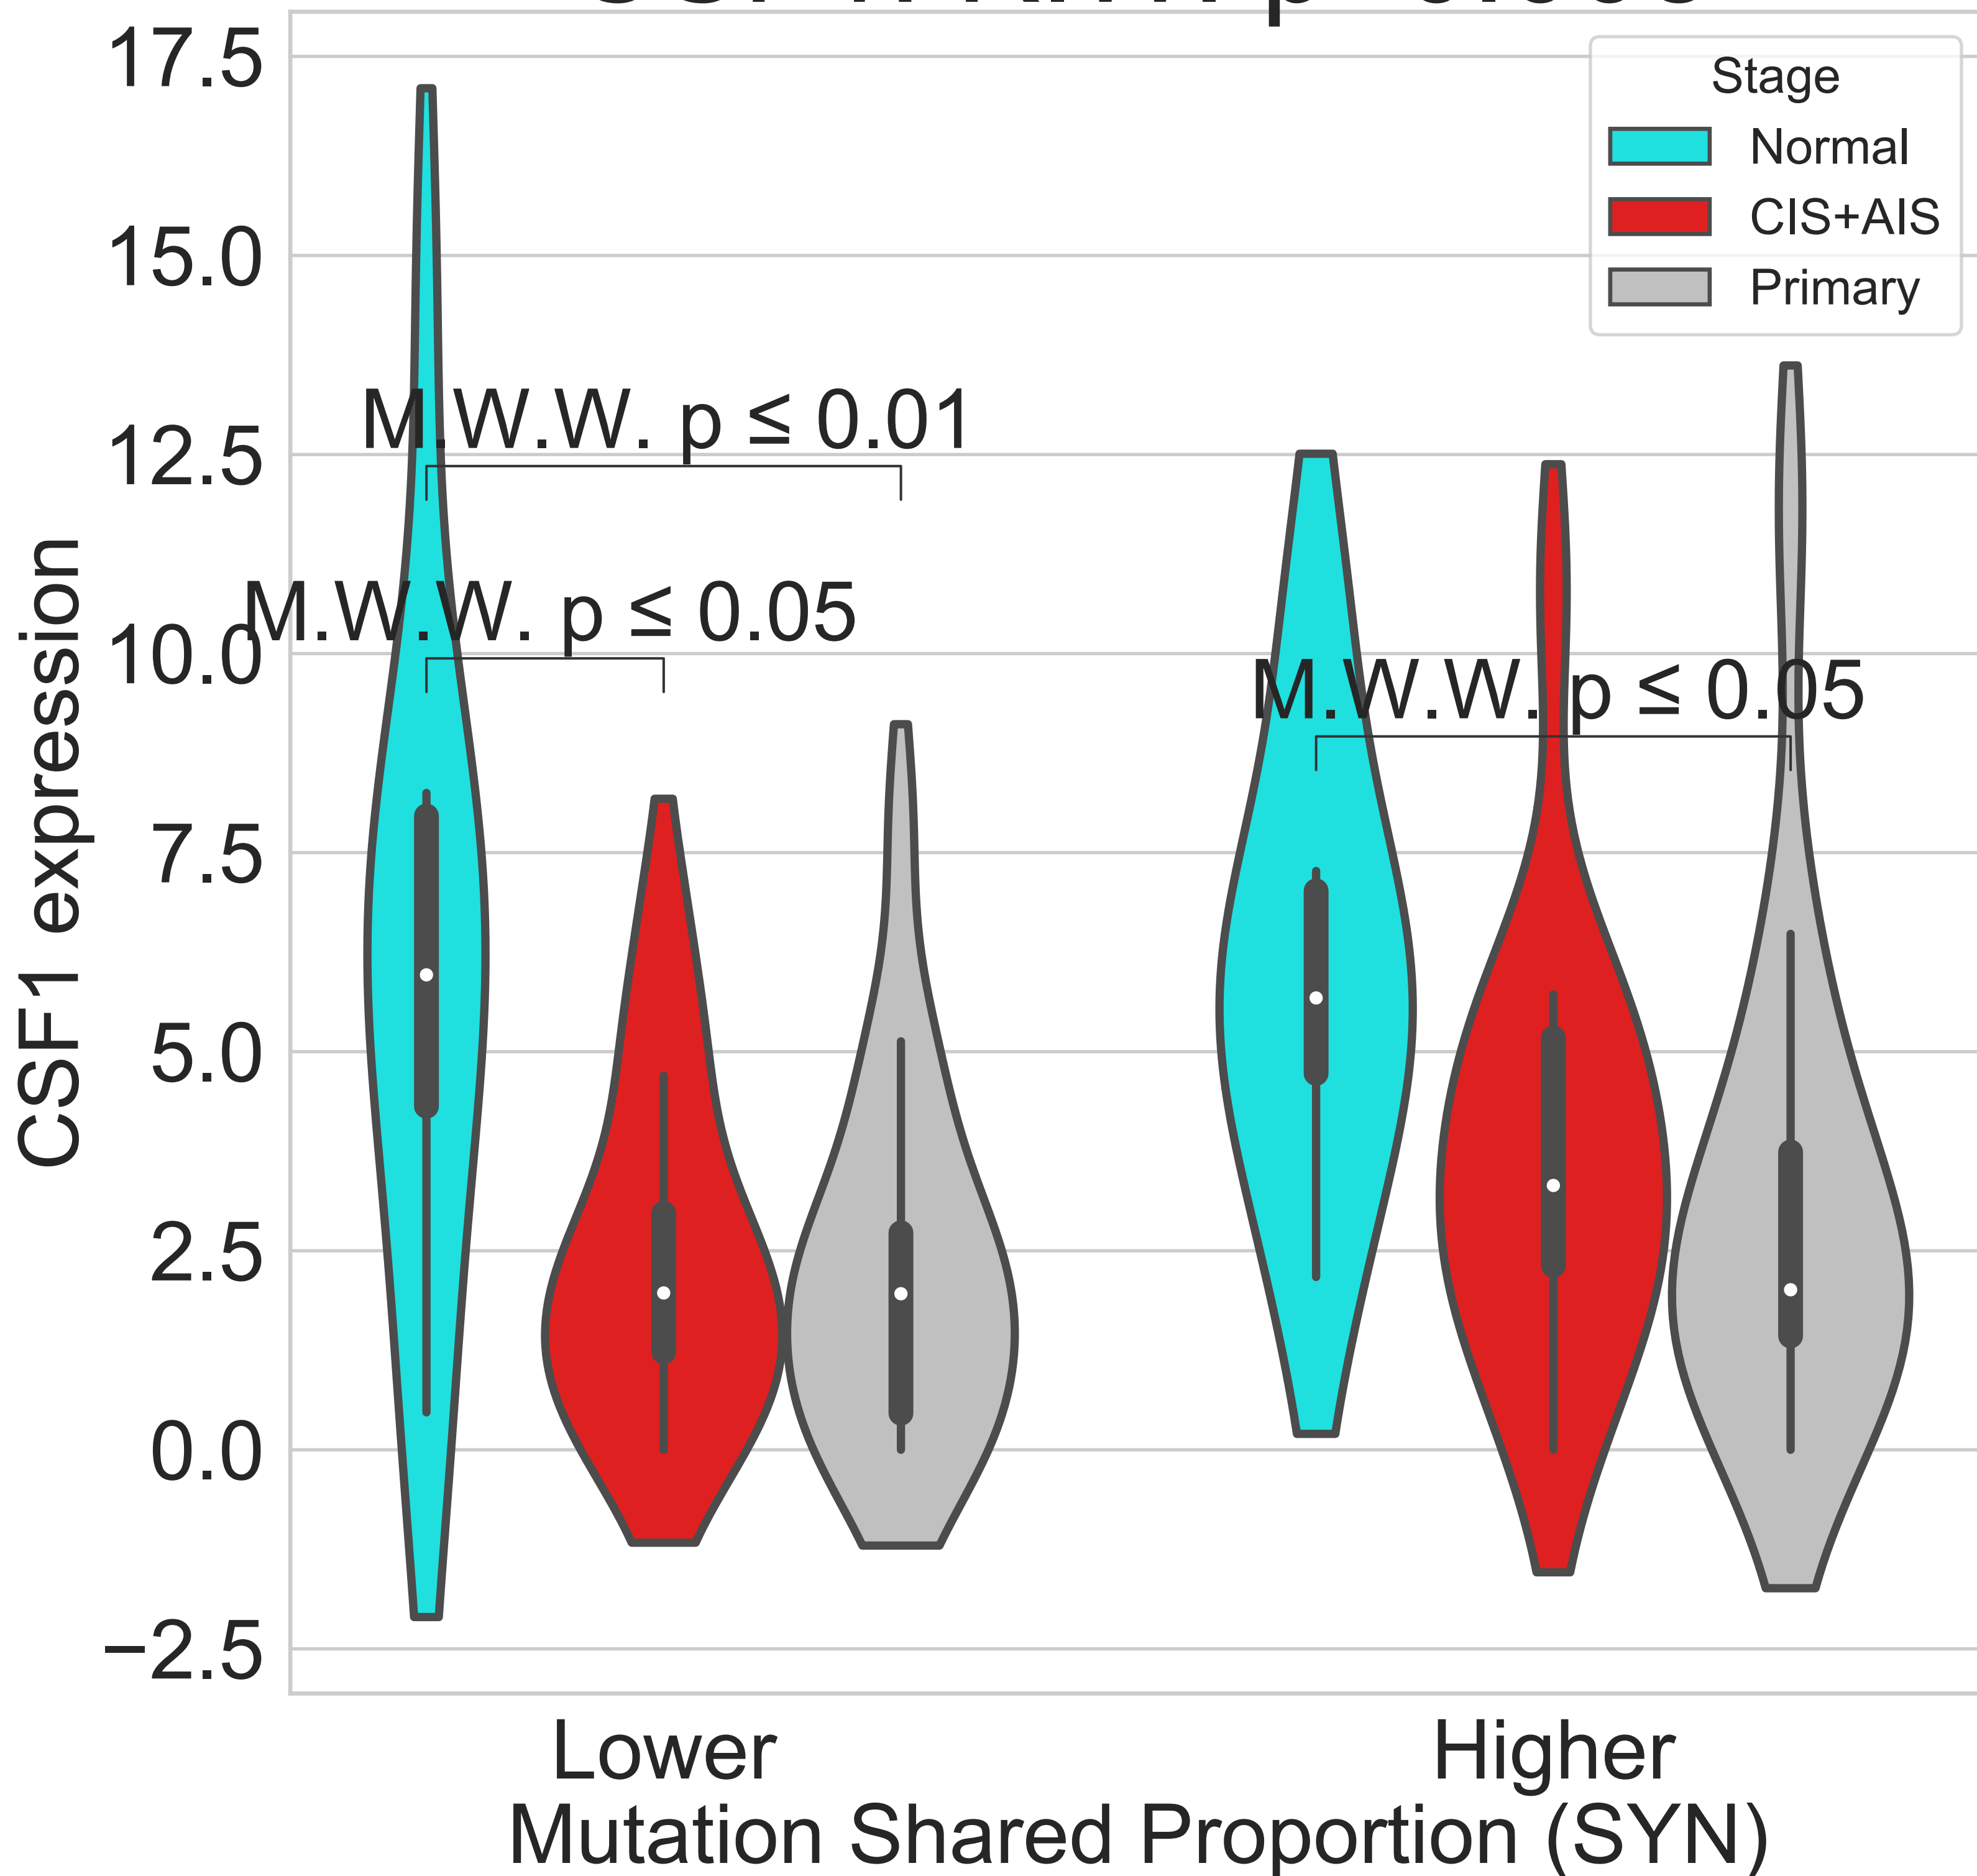 17.5
15.0
12.5
10.0
7.5
5.0
2.5
0.0
−2.5
CSF1 expression
Stage
Normal
CIS+AIS
Primary
M.W.W. p ≤ 0.01
M.W.W. p ≤ 0.05
M.W.W. p ≤ 0.05
Lower
Higher
Mutation Shared Proportion (SYN)